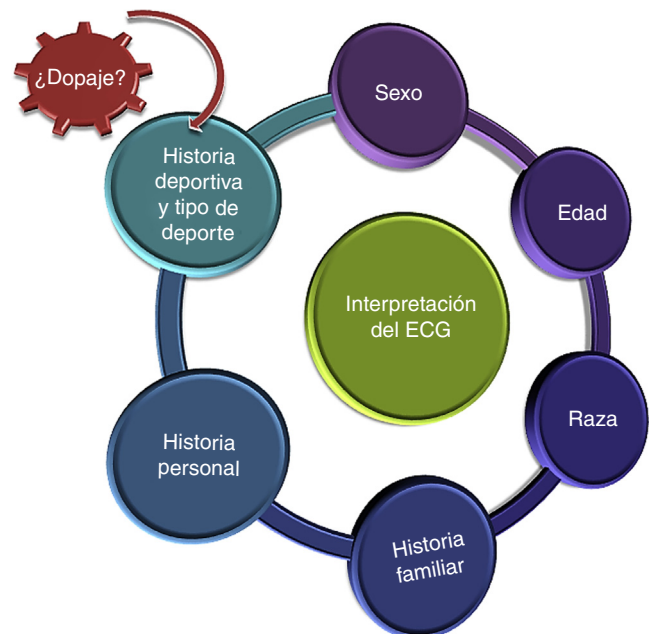 ¿Dopaje?
Sexo
Historia
deportiva
y tipo de
deporte
Edad
Interpretación
del ECG
Raza
Historia
personal
Historia
familiar